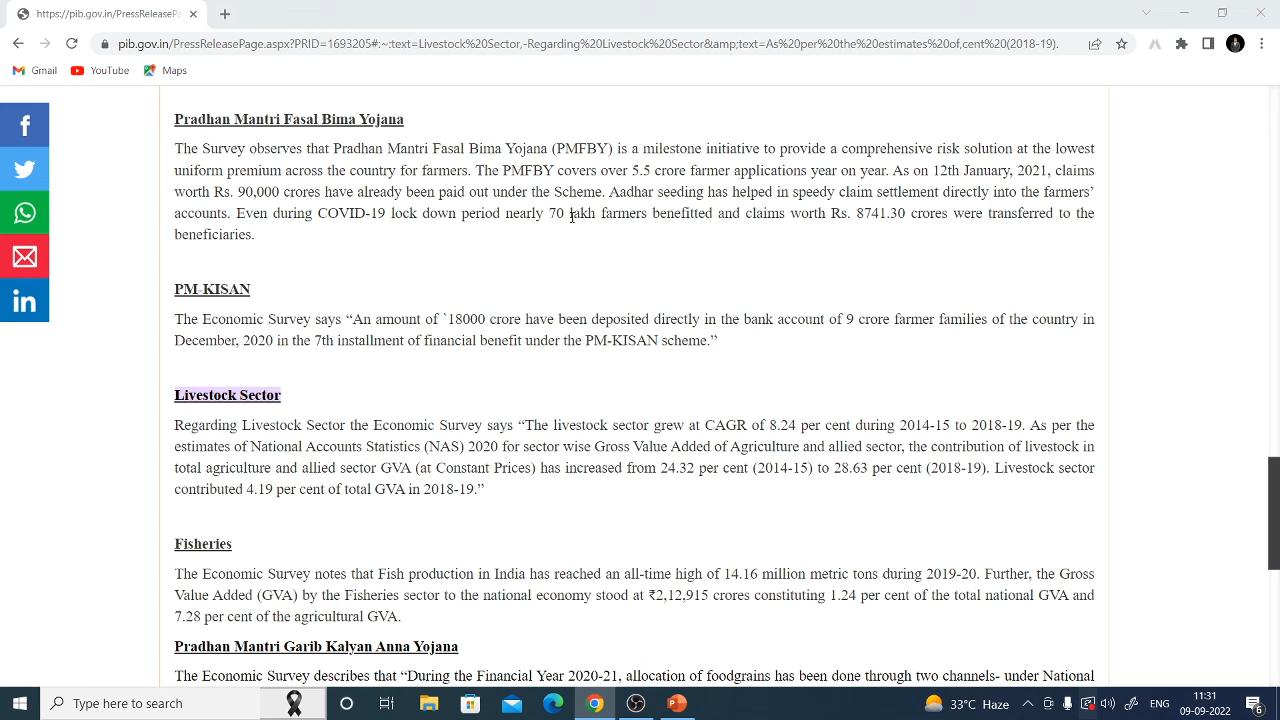 https://pib.gov.in/PressReleaseP
pib.gov.in/PressReleasePage.aspx?PRID=1693205#:~:text=Livestock%20Sector,-Regarding%20Livestock%20Sector&amp;text=As%20per%20the%20estimates%20of,cent%20(2018-19).
Gmail YouTube Maps
Pradhan Mantri Fasal Bima Yojana
The Survey observes that Pradhan Mantri Fasal Bima Yojana (PMFBY) is a milestone initiative to provide a comprehensive risk solution at the lowest
uniform premium across the country for farmers. The PMFBY covers over 5.5 crore farmer applications year on year. As on 12th January, 2021, claims
worth Rs. 90,000 crores have already been paid out under the Scheme. Aadhar seeding has helped in speedy claim settlement directly into the farmers’
accounts. Even during COVID-19 lock down period nearly 70 lakh farmers benefitted and claims worth Rs. 8741.30 crores were transferred to the
beneficiaries.
PM-KISAN
The Economic Survey says “An amount of `18000 crore have been deposited directly in the bank account of 9 crore farmer families of the country in
December, 2020 in the 7th installment of financial benefit under the PM-KISAN scheme.”
Livestock Sector
Regarding Livestock Sector the Economic Survey says “The livestock sector grew at CAGR of 8.24 per cent during 2014-15 to 2018-19. As per the
estimates of National Accounts Statistics (NAS) 2020 for sector wise Gross Value Added of Agriculture and allied sector, the contribution of livestock in
total agriculture and allied sector GVA (at Constant Prices) has increased from 24.32 per cent (2014-15) to 28.63 per cent (2018-19). Livestock sector
contributed 4.19 per cent of total GVA in 2018-19.”
Fisheries
The Economic Survey notes that Fish production in India has reached an all-time high of 14.16 million metric tons during 2019-20. Further, the Gross
Value Added (GVA) by the Fisheries sector to the national economy stood at ₹2,12,915 crores constituting 1.24 per cent of the total national GVA and
7.28 per cent of the agricultural GVA.
Pradhan Mantri Garib Kalyan Anna Yojana
The Economic Survey describes that “During the Financial Year 2020-21, allocation of foodgrains has been done through two channels- under National
Type here to search
33°C Haze
ENG
11:31
09-09-2022
6